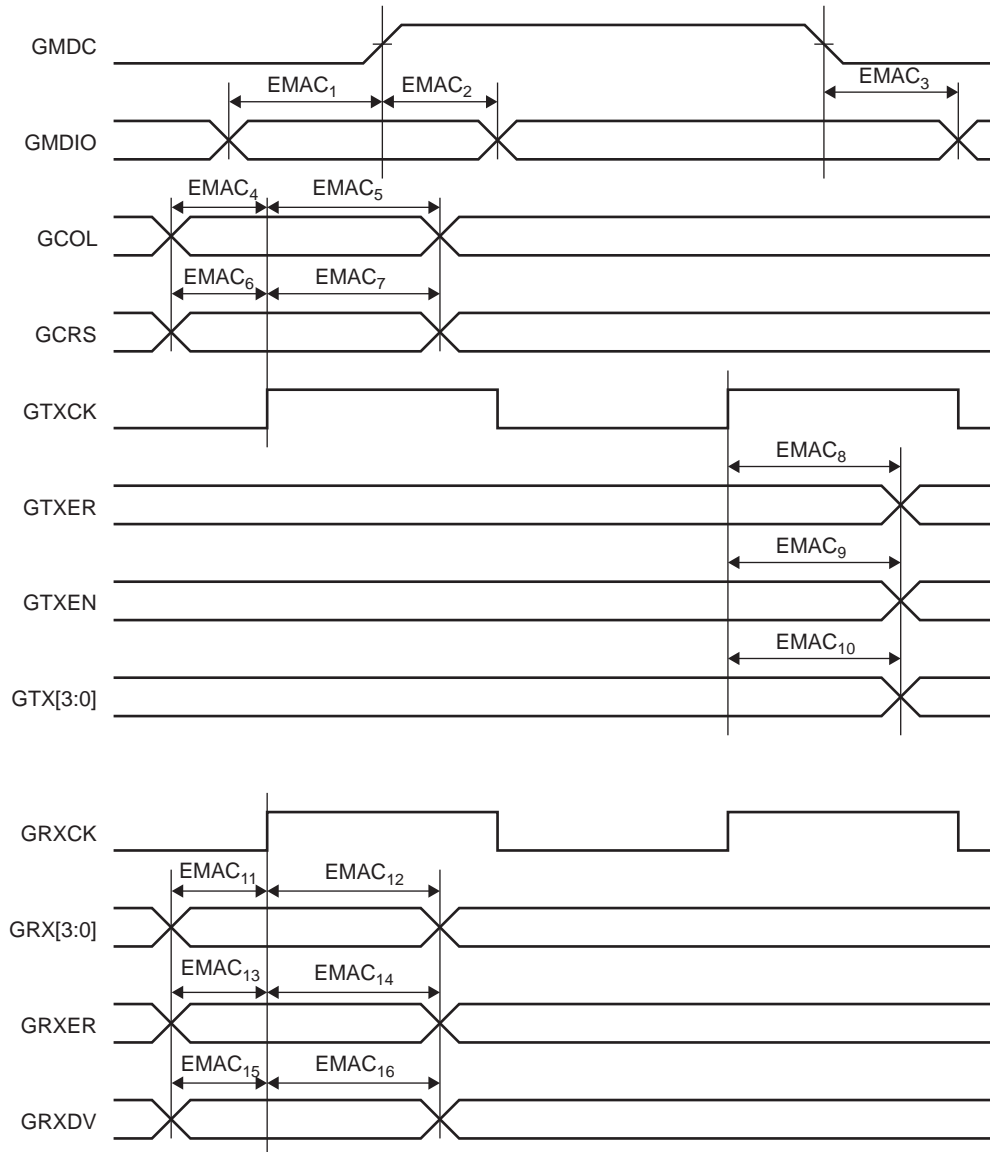 GMDC
EMAC1 EMAC2 EMAC3
GMDIO
EMAC4 EMAC5
GCOL
EMAC6 EMAC7
GCRS
GTXCK
EMAC8
GTXER
EMAC9
GTXEN
EMAC10
GTX[3:0]
GRXCK
EMAC11 EMAC12
GRX[3:0]
EMAC13 EMAC14
GRXER
EMAC15 EMAC16
GRXDV